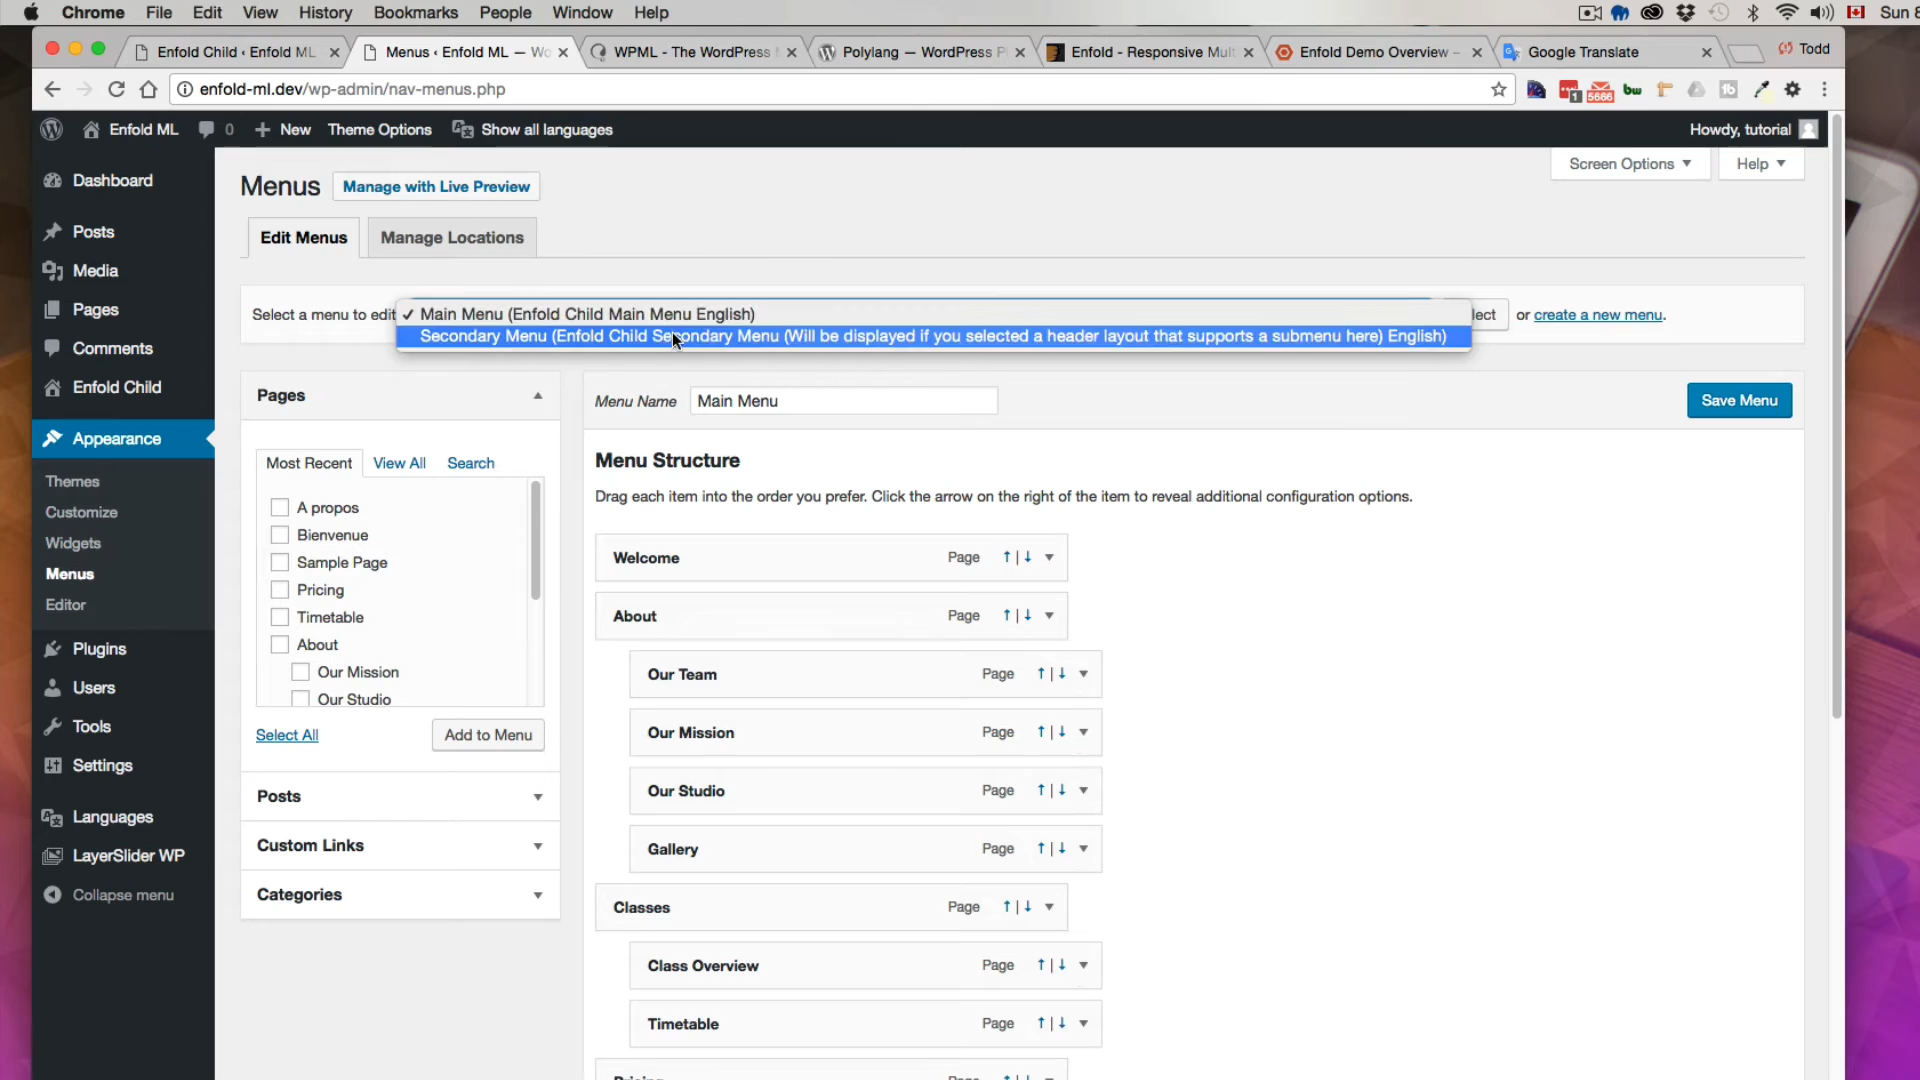 Chrome File Edit View History Bookmarks People Window Help Sun 8
Enfold Child ‹ Enfold ML Menus ‹ Enfold ML — Wo WPML - The WordPress Polylang — WordPress P Enfold - Responsive Mult Enfold Demo Overview - Google Translate Todd
enfold-ml.dev/wp-admin/nav-menus.php 1 5666 bw
Enfold ML 0 New Theme Options Show all languages Howdy, tutorial
Screen Options Help
Menus Manage with Live Preview
Edit Menus Manage Locations
Select a menu to edit ✓ Main Menu (Enfold Child Main Menu English) lect or create a new menu.
Secondary Menu (Enfold Child Secondary Menu (Will be displayed if you selected a header layout that supports a submenu here) English)
Dashboard
Posts
Media
Pages
Comments
Enfold Child
Appearance
Themes
Customize
Widgets
Menus
Editor
Plugins
Users
Tools
Settings
Languages
LayerSlider WP
Collapse menu
Pages
Most Recent View All Search
A propos
Bienvenue
Sample Page
Pricing
Timetable
About
Our Mission
Our Studio
Select All Add to Menu
Posts
Custom Links
Categories
Menu Name Main Menu Save Menu
Menu Structure
Drag each item into the order you prefer. Click the arrow on the right of the item to reveal additional configuration options.
Welcome Page ↑ | ↓
About Page ↑ | ↓
Our Team Page ↑ | ↓
Our Mission Page ↑ | ↓
Our Studio Page ↑ | ↓
Gallery Page ↑ | ↓
Classes Page ↑ | ↓
Class Overview Page ↑ | ↓
Timetable Page ↑ | ↓